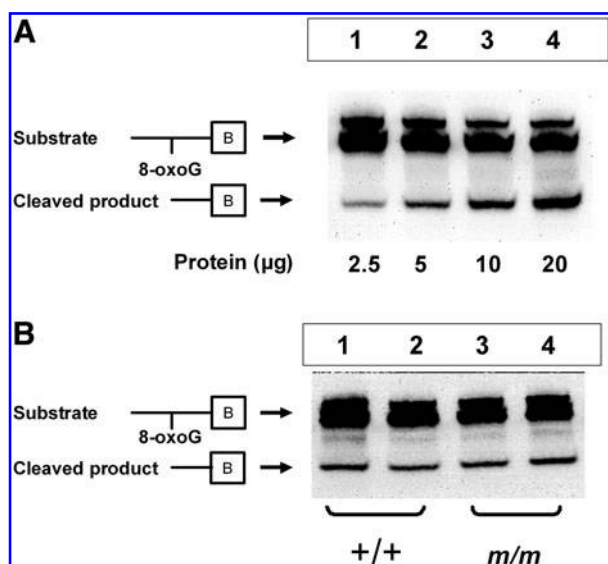 A
1 2 3 4
Substrate B
8-oxoG
Cleaved product B
Protein (µg) 2.5 5 10 20
B
1 2 3 4
Substrate B
8-oxoG
Cleaved product B
+/+ m/m